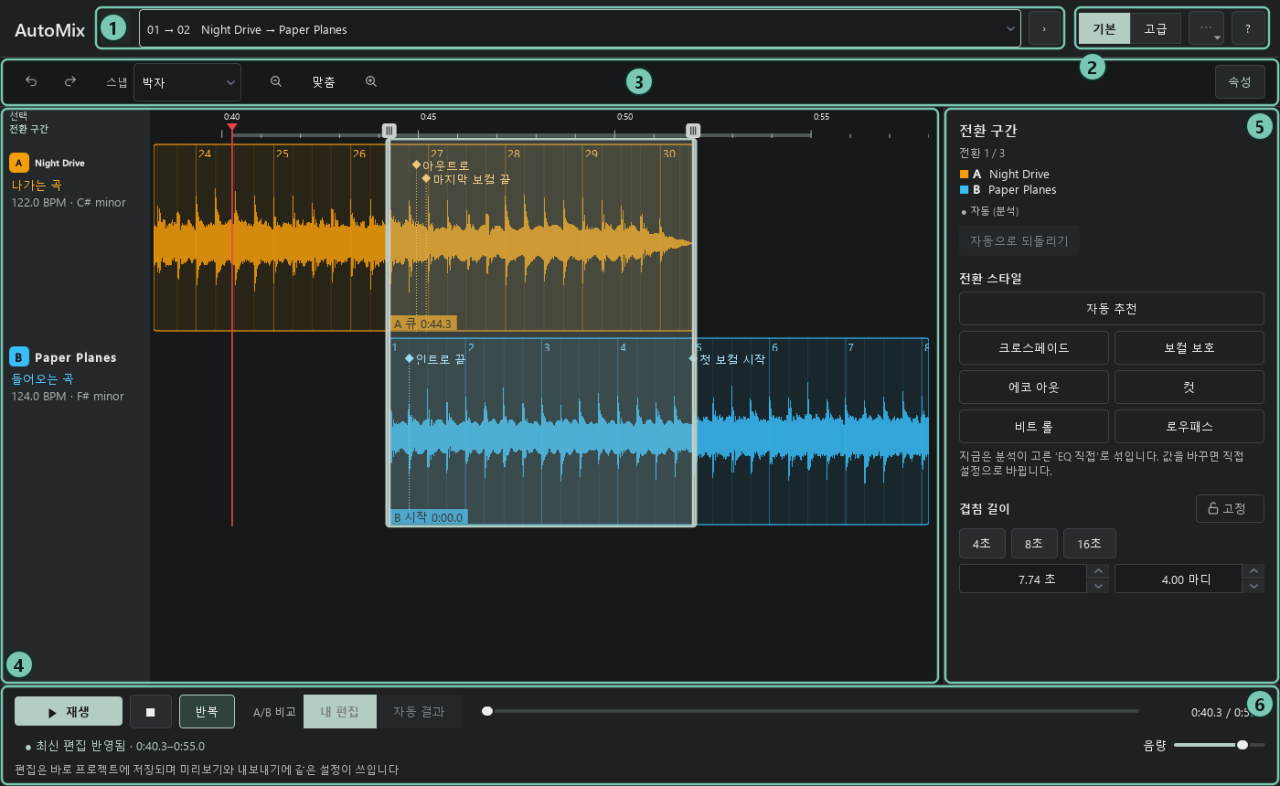 AutoMix
1
01 → 02 Night Drive → Paper Planes
›
기본
고급
···
?
2
스냅
박자
맞춤
3
속성
선택
전환 구간
0:40
0:45
0:50
0:55
A
Night Drive
나가는 곡
122.0 BPM · C# minor
24
25
26
27
28
29
30
아웃트로
마지막 보컬 끝
A 큐 0:44.3
B
Paper Planes
들어오는 곡
124.0 BPM · F# minor
1
2
3
4
5
6
7
8
인트로 끝
첫 보컬 시작
B 시작 0:00.0
4
전환 구간
5
전환 1 / 3
A Night Drive
B Paper Planes
● 자동 (분석)
자동으로 되돌리기
전환 스타일
자동 추천
크로스페이드
보컬 보호
에코 아웃
컷
비트 롤
로우패스
지금은 분석이 고른 'EQ 직접'로 섞입니다. 값을 바꾸면 직접
설정으로 바뀝니다.
겹침 길이
고정
4초
8초
16초
7.74 초
4.00 마디
▶ 재생
■
반복
A/B 비교
내 편집
자동 결과
0:40.3 / 0:5
6
● 최신 편집 반영됨 · 0:40.3–0:55.0
음량
편집은 바로 프로젝트에 저장되며 미리보기와 내보내기에 같은 설정이 쓰입니다